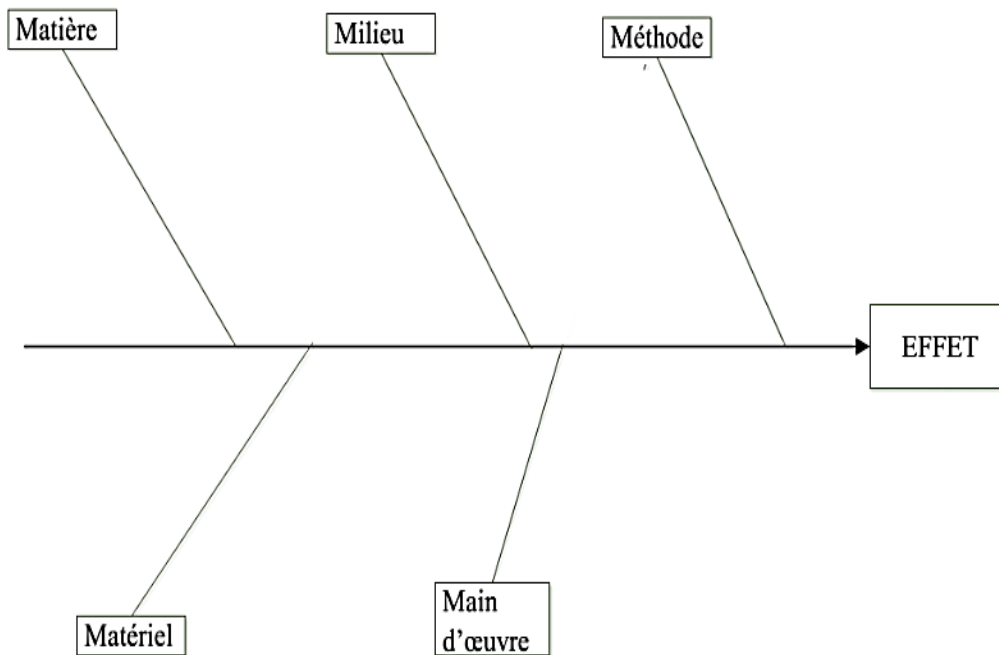 Matière
Milieu
Méthode
EFFET
Matériel
Main
d'œuvre